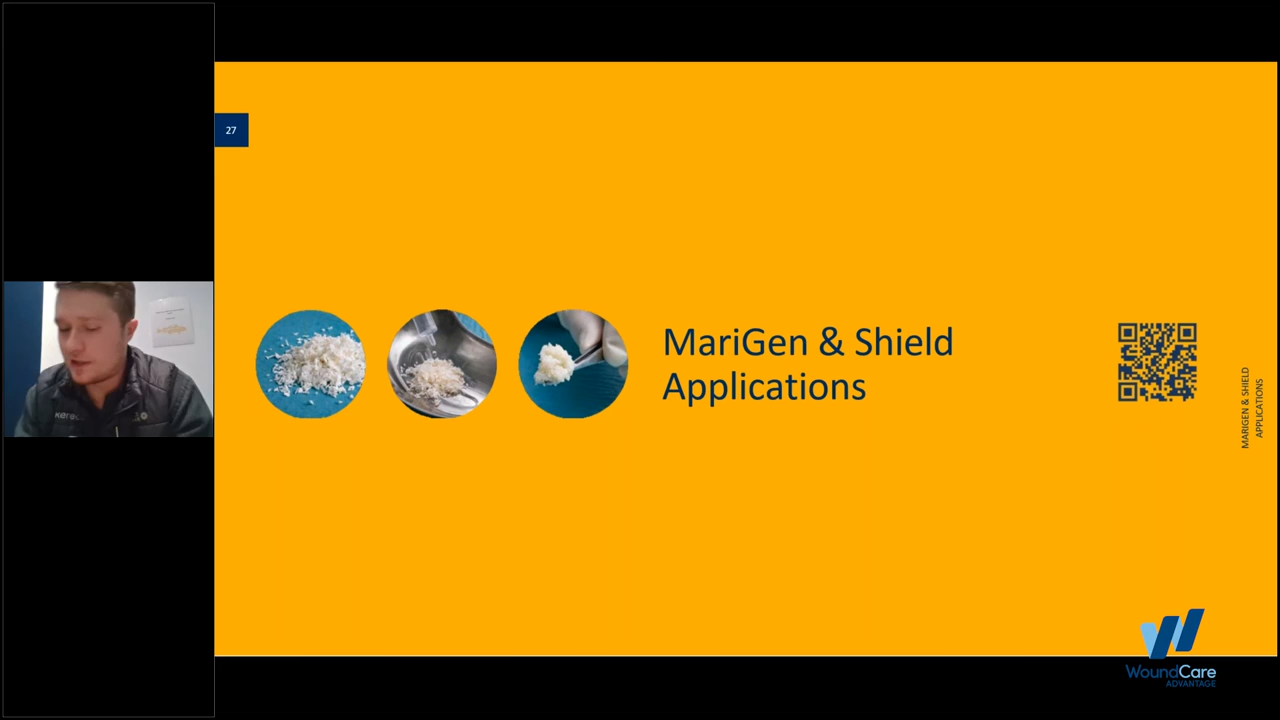 27
MariGen & Shield
Applications
MARIGEN & SHIELD
APPLICATIONS
WoundCare
ADVANTAGE